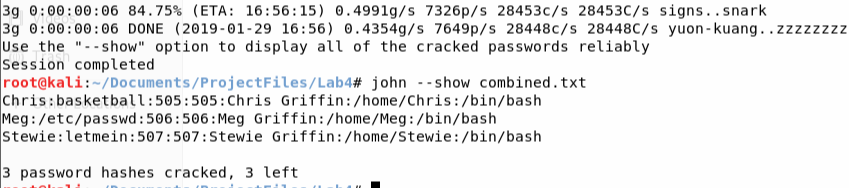 3g 0:00:00:06 84.75% (ETA: 16:56:15) 0.4991g/s 7326p/s 28453c/s 28453C/s signs..snark
3g 0:00:00:06 DONE (2019-01-29 16:56) 0.4354g/s 7649p/s 28448c/s 28448C/s yuon-kuang..zzzzzzzz
Use the "--show" option to display all of the cracked passwords reliably
Session completed
root@kali:~/Documents/ProjectFiles/Lab4# john --show combined.txt
Chris:basketball:505:505:Chris Griffin:/home/Chris:/bin/bash
Meg:/etc/passwd:506:506:Meg Griffin:/home/Meg:/bin/bash
Stewie:letmein:507:507:Stewie Griffin:/home/Stewie:/bin/bash
3 password hashes cracked, 3 left
root@kali:~/Documents/ProjectFiles/Lab4#